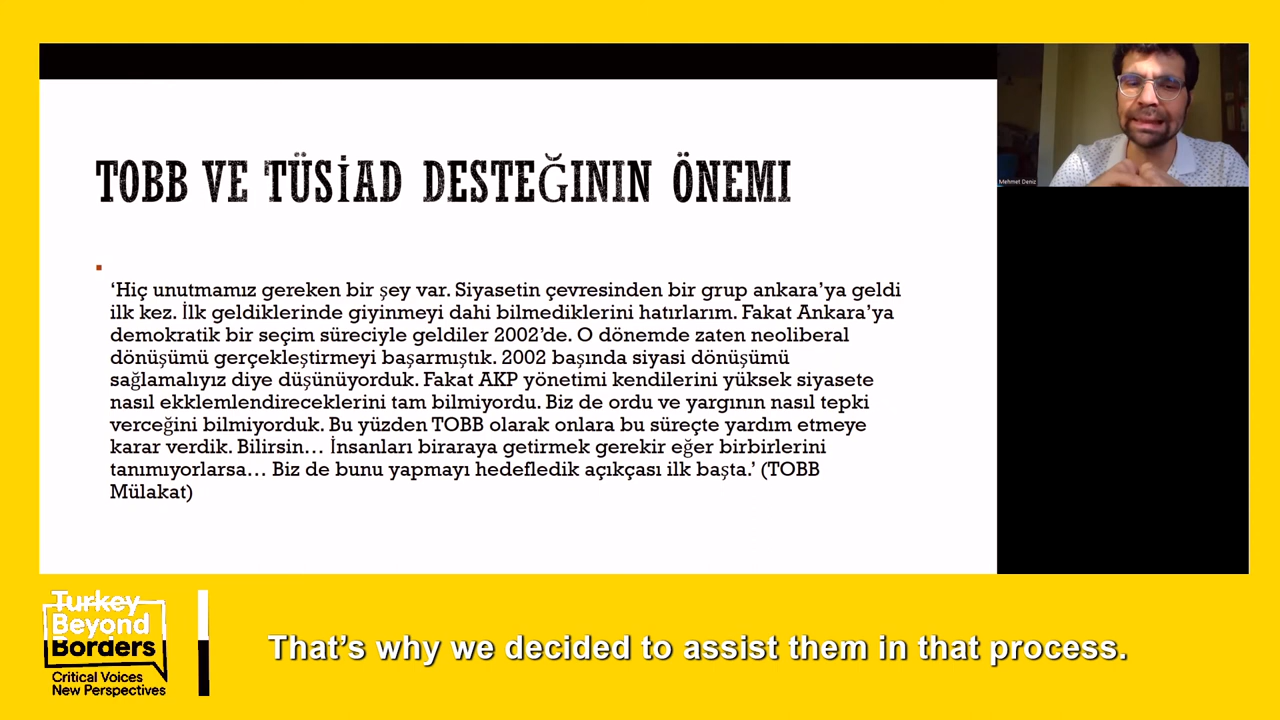 TOBB VE TÜSİAD DESTEĞININ ÖNEMI
‘Hiç unutmamız gereken bir şey var. Siyasetin çevresinden bir grup ankara’ya geldi
ilk kez. İlk geldiklerinde giyinmeyi dahi bilmediklerini hatırlarım. Fakat Ankara’ya
demokratik bir seçim süreciyle geldiler 2002’de. O dönemde zaten neoliberal
dönüşümü gerçekleştirmeyi başarmıştık. 2002 başında siyasi dönüşümü
sağlamalıyız diye düşünüyorduk. Fakat AKP yönetimi kendilerini yüksek siyasete
nasıl ekklemlendireceklerini tam bilmiyordu. Biz de ordu ve yargının nasıl tepki
verceğini bilmiyorduk. Bu yüzden TOBB olarak onlara bu süreçte yardım etmeye
karar verdik. Bilirsin… İnsanları biraraya getirmek gerekir eğer birbirlerini
tanımıyorlarsa… Biz de bunu yapmayı hedefledik açıkçası ilk başta.’ (TOBB
Mülakat)
Mehmet Deniz
Turkey
Beyond
Borders
Critical Voices
New Perspectives
That’s why we decided to assist them in that process.